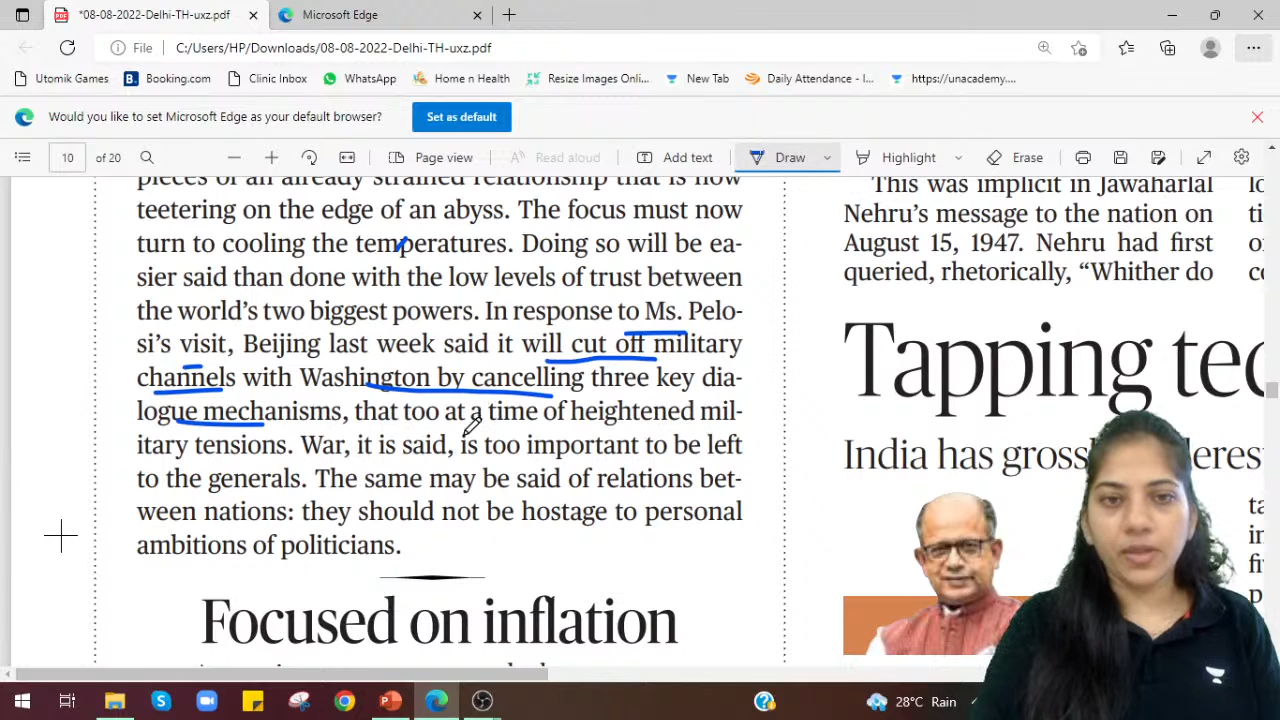 *08-08-2022-Delhi-TH-uxz.pdf
Microsoft Edge
File
C:/Users/HP/Downloads/08-08-2022-Delhi-TH-uxz.pdf
Utomik Games
Booking.com
Clinic Inbox
WhatsApp
Home n Health
Resize Images Onli...
New Tab
Daily Attendance - I...
https://unacademy....
Would you like to set Microsoft Edge as your default browser?
Set as default
10 of 20
Page view
Read aloud
Add text
Draw
Highlight
Erase
pieces of an already strained relationship that is now
teetering on the edge of an abyss. The focus must now
turn to cooling the temperatures. Doing so will be ea-
sier said than done with the low levels of trust between
the world's two biggest powers. In response to Ms. Pelo-
si's visit, Beijing last week said it will cut off military
channels with Washington by cancelling three key dia-
logue mechanisms, that too at a time of heightened mil-
itary tensions. War, it is said, is too important to be left
to the generals. The same may be said of relations bet-
ween nations: they should not be hostage to personal
ambitions of politicians.
Focused on inflation
This was implicit in Jawaharlal
Nehru's message to the nation on
August 15, 1947. Nehru had first
queried, rhetorically, “Whither do
Tapping tec
India has gross
28°C Rain